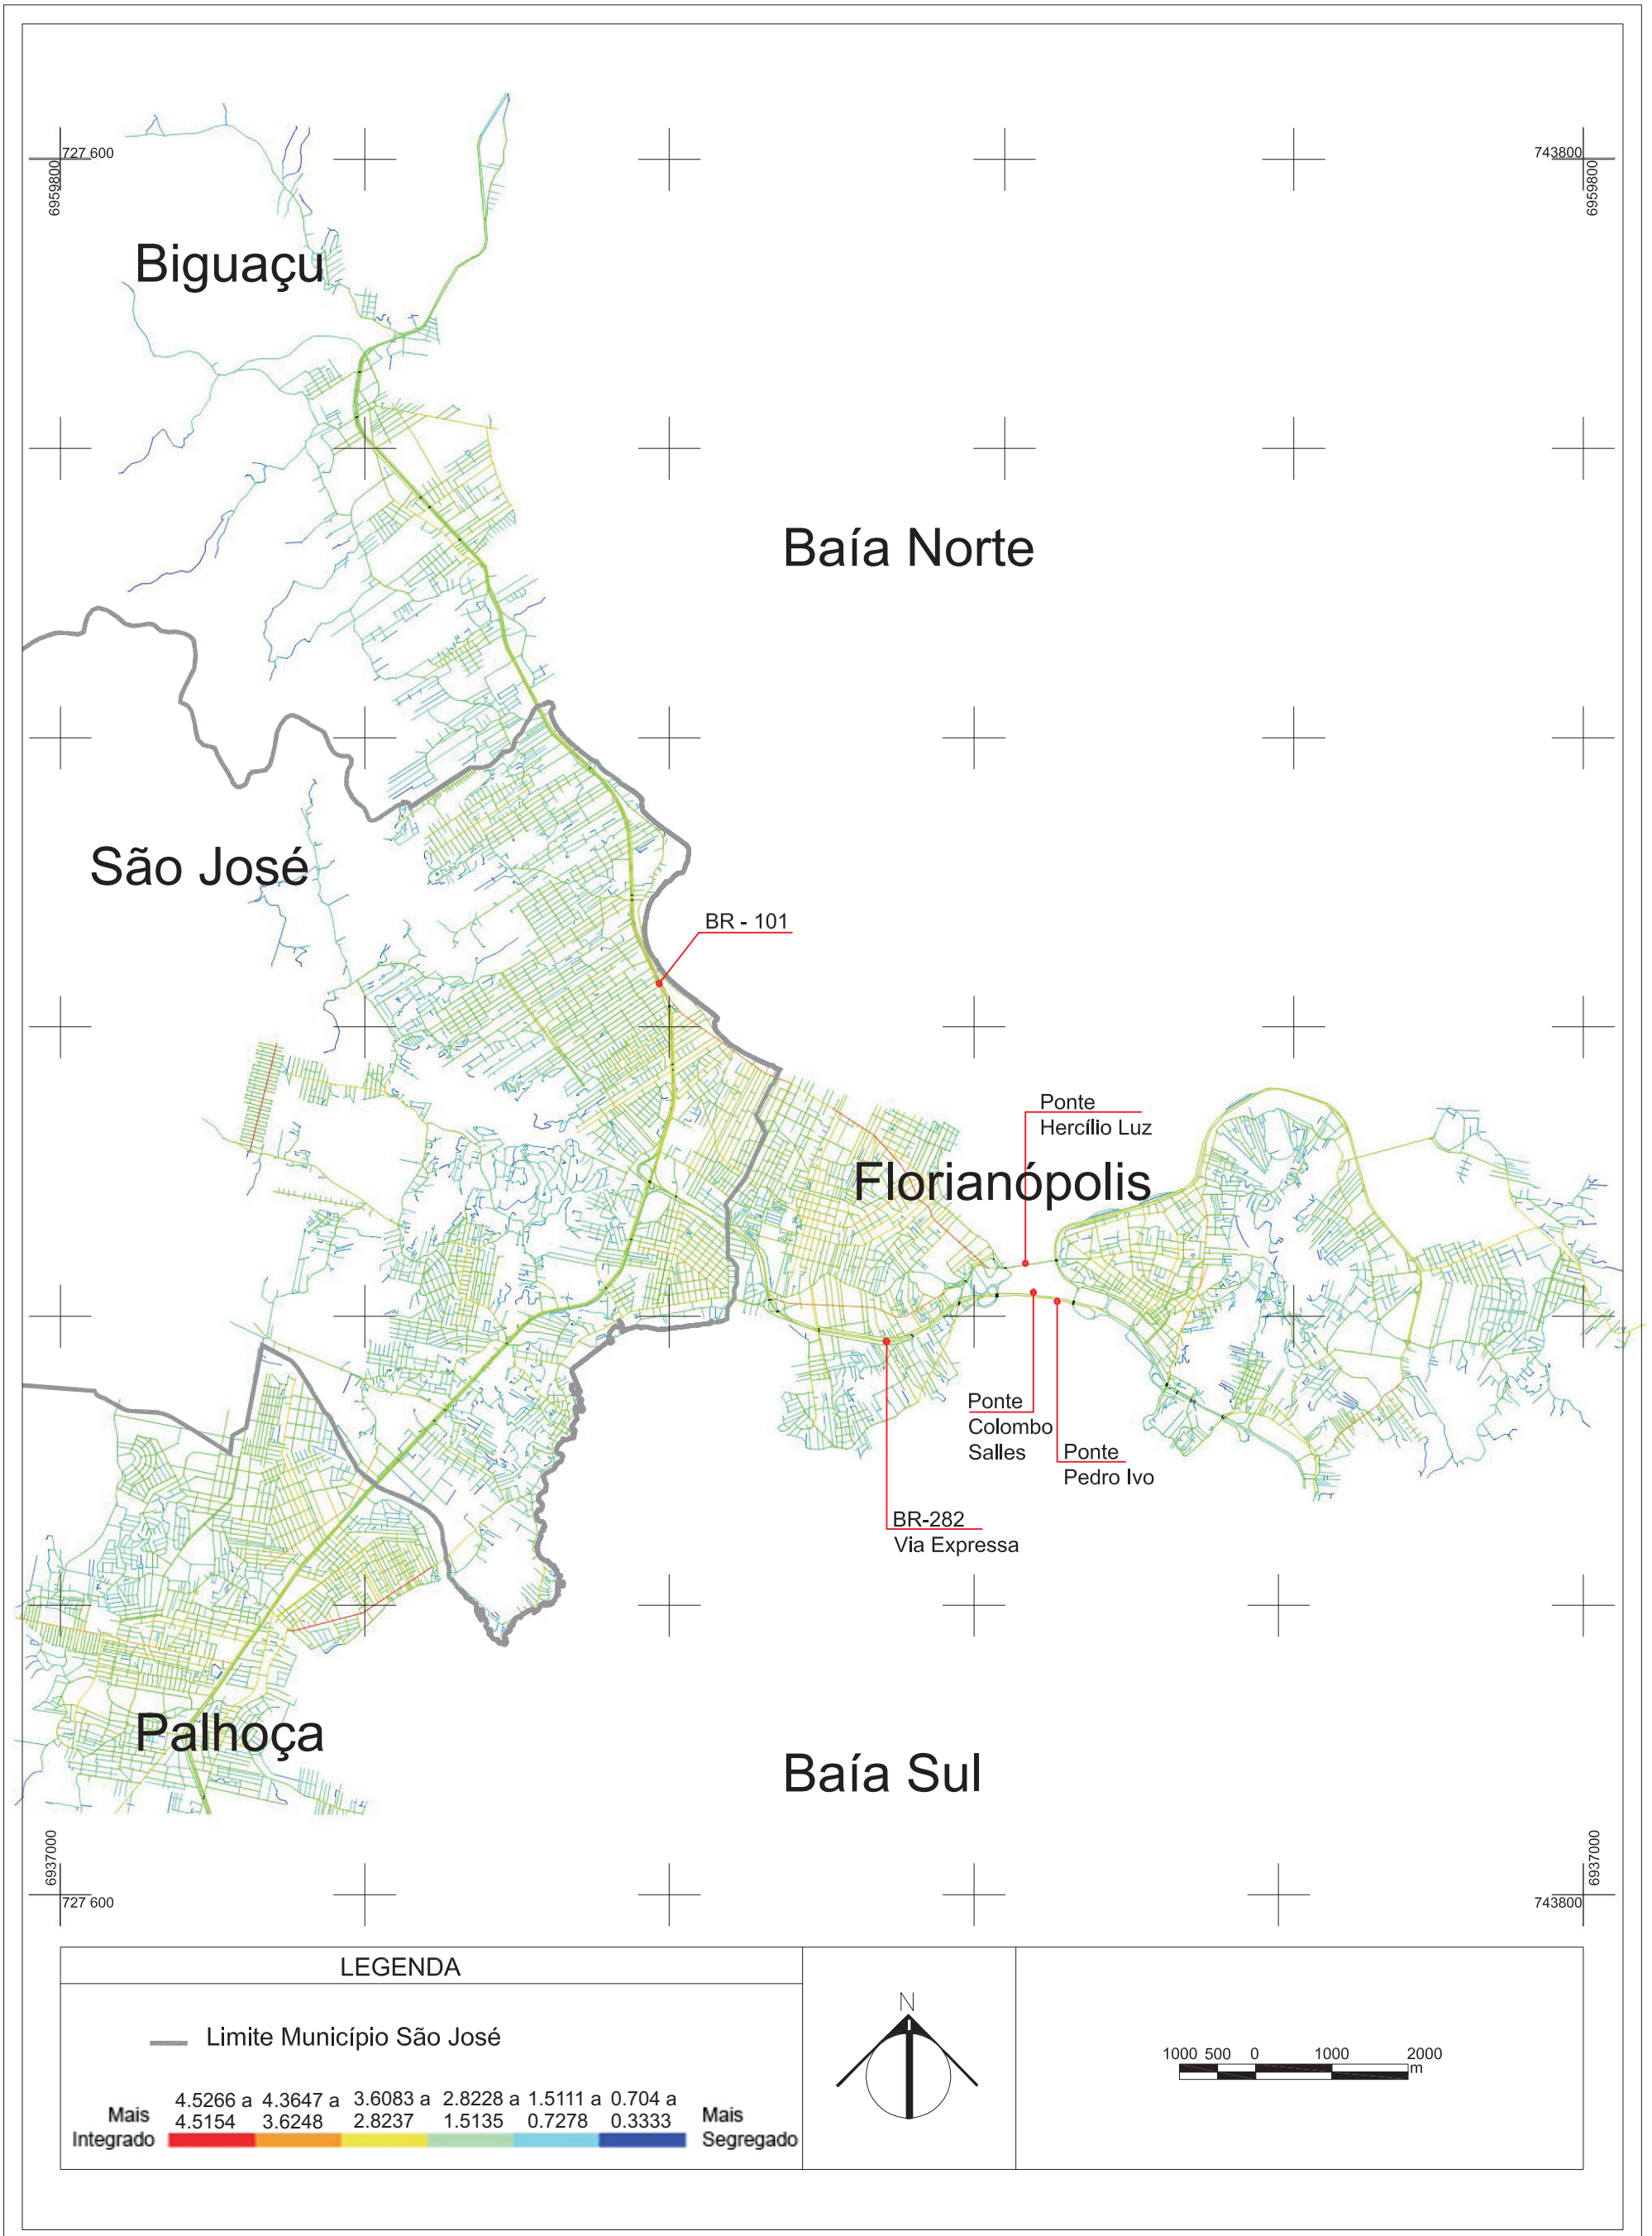 727 600
743800
6959800
6959800
Biguaçu
Baía Norte
São José
BR - 101
Ponte
Hercílio Luz
Florianópolis
Ponte
Colombo
Salles
Ponte
Pedro Ivo
BR-282
Via Expressa
Palhoça
Baía Sul
6937000
6937000
727 600
743800
LEGENDA
Limite Município São José
Mais
Integrado
4.5266 a
4.5154
4.3647 a
3.6248
3.6083 a
2.8237
2.8228 a
1.5135
1.5111 a
0.7278
0.704 a
0.3333
Mais
Segregado
N
1000 500 0 1000 2000
m